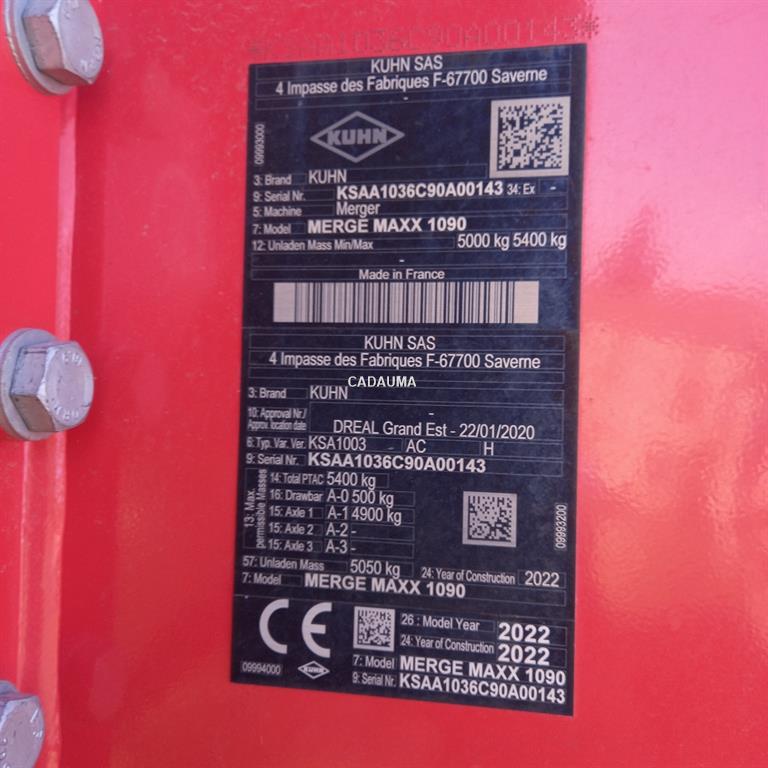 *KSAA1036C90A00143*
KUHN SAS
4 Impasse des Fabriques F-67700 Saverne
09993000
KUHN
3: Brand KUHN
9: Serial Nr. KSAA1036C90A00143 34: Ex -
5: Machine Merger
7: Model MERGE MAXX 1090
12: Unladen Mass Min/Max 5000 kg 5400 kg
-
Made in France
KUHN SAS
4 Impasse des Fabriques F-67700 Saverne
CADAUMA
3: Brand KUHN
10: Approval Nr./ -
Approv. location date DREAL Grand Est - 22/01/2020
6: Typ. Var. Ver. KSA1003 AC H
9: Serial Nr. KSAA1036C90A00143
13: Max. permissible Masses
14: Total PTAC 5400 kg
16: Drawbar A-0 500 kg
15: Axle 1 A-1 4900 kg
15: Axle 2 A-2 -
15: Axle 3 A-3 -
09993200
57: Unladen Mass 5050 kg 24: Year of Construction 2022
7: Model MERGE MAXX 1090
CE
26 : Model Year 2022
24: Year of Construction 2022
7: Model MERGE MAXX 1090
9: Serial Nr. KSAA1036C90A00143
09994000 KUHN